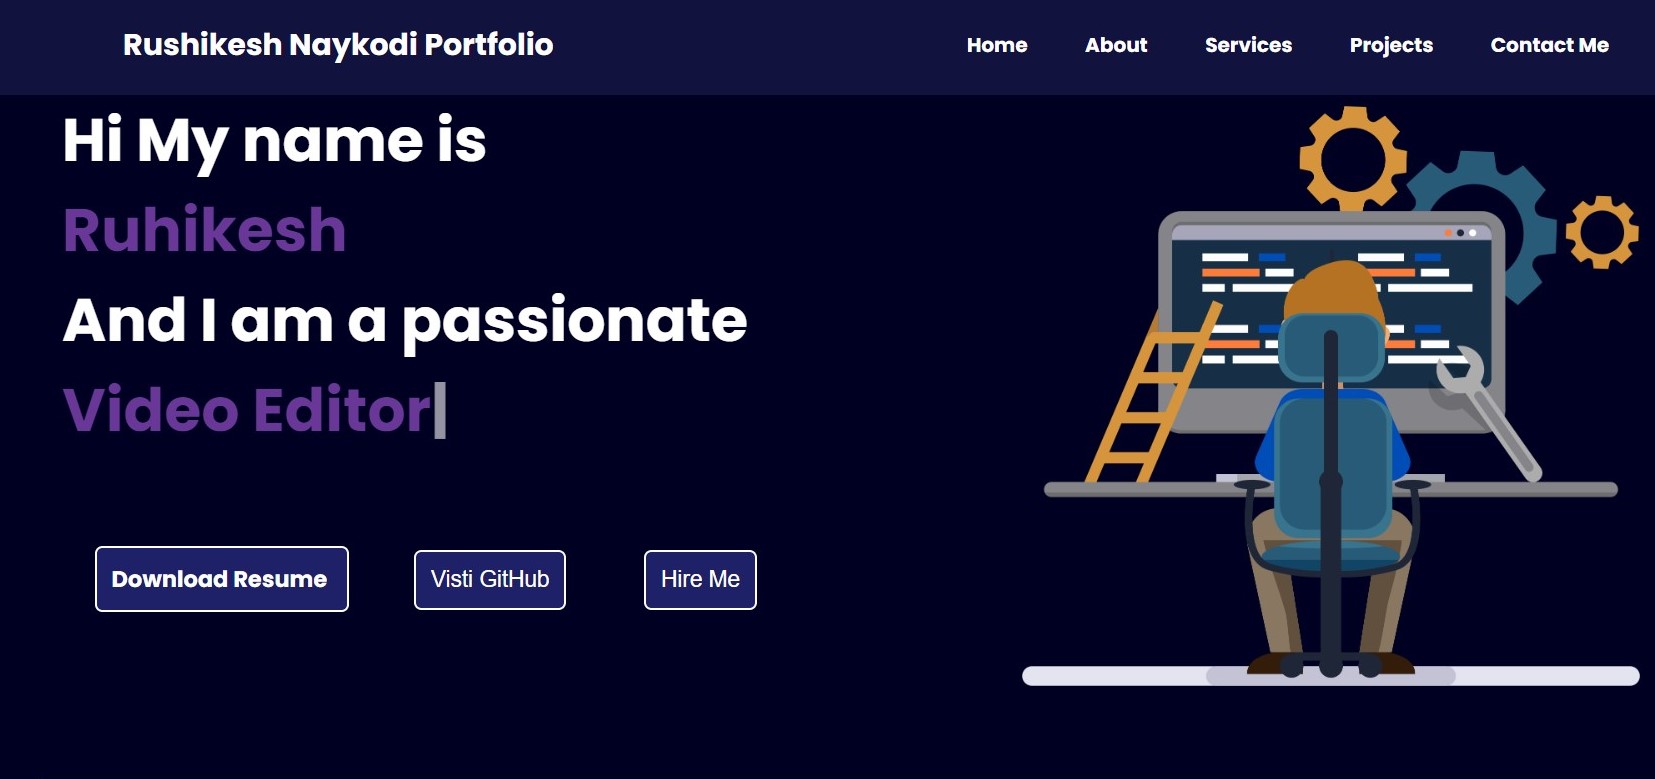 Rushikesh Naykodi Portfolio
Home About Services Projects Contact Me
Hi My name is
Ruhikesh
And I am a passionate
Video Editor
Download Resume
Visti GitHub
Hire Me